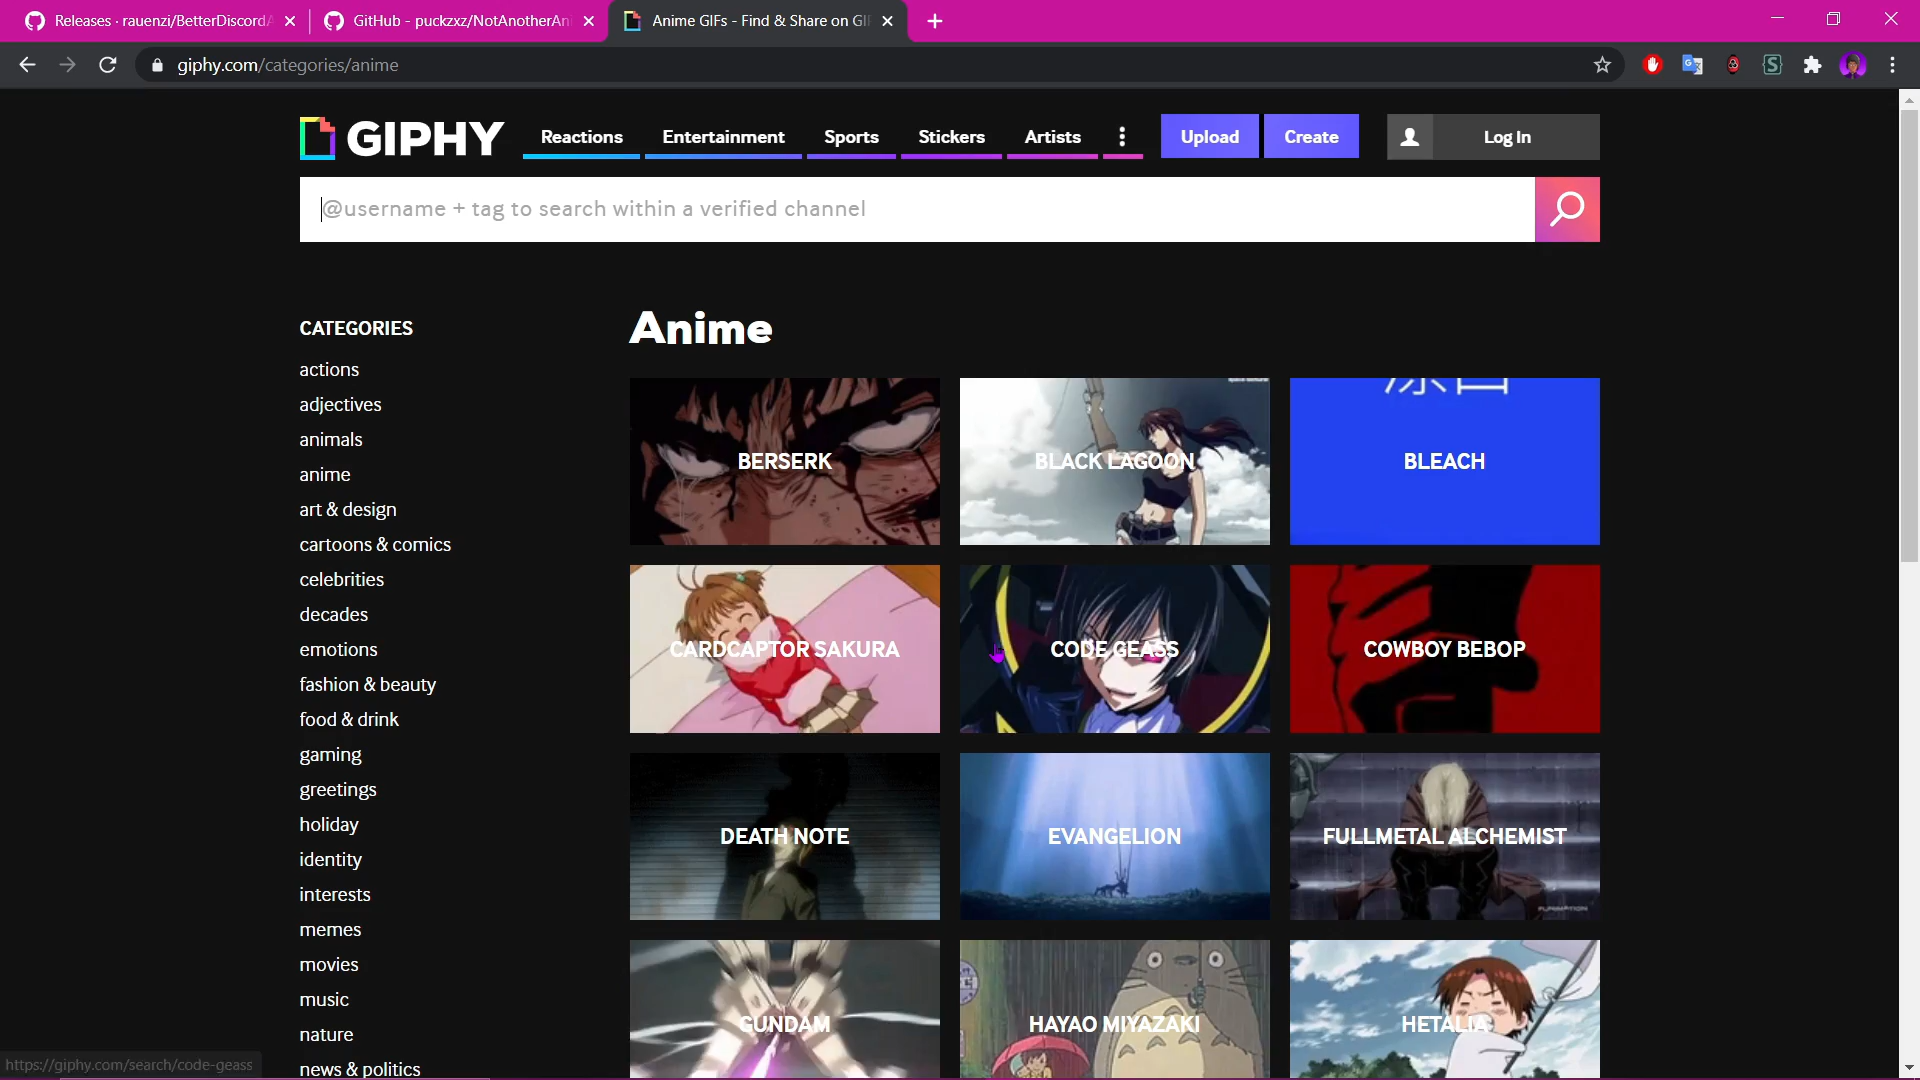 Releases · rauenzi/BetterDiscordA
GitHub - puckzxz/NotAnotherAni
Anime GIFs - Find & Share on GIF
giphy.com/categories/anime
GIPHY
Reactions
Entertainment
Sports
Stickers
Artists
Upload
Create
Log In
@username + tag to search within a verified channel
CATEGORIES
actions
adjectives
animals
anime
art & design
cartoons & comics
celebrities
decades
emotions
fashion & beauty
food & drink
gaming
greetings
holiday
identity
interests
memes
movies
music
nature
news & politics
Anime
BERSERK
BLACK LAGOON
BLEACH
CARDCAPTOR SAKURA
CODE GEASS
COWBOY BEBOP
DEATH NOTE
EVANGELION
FULLMETAL ALCHEMIST
FUNIMATION
GUNDAM
HAYAO MIYAZAKI
HETALIA
https://giphy.com/search/code-geass